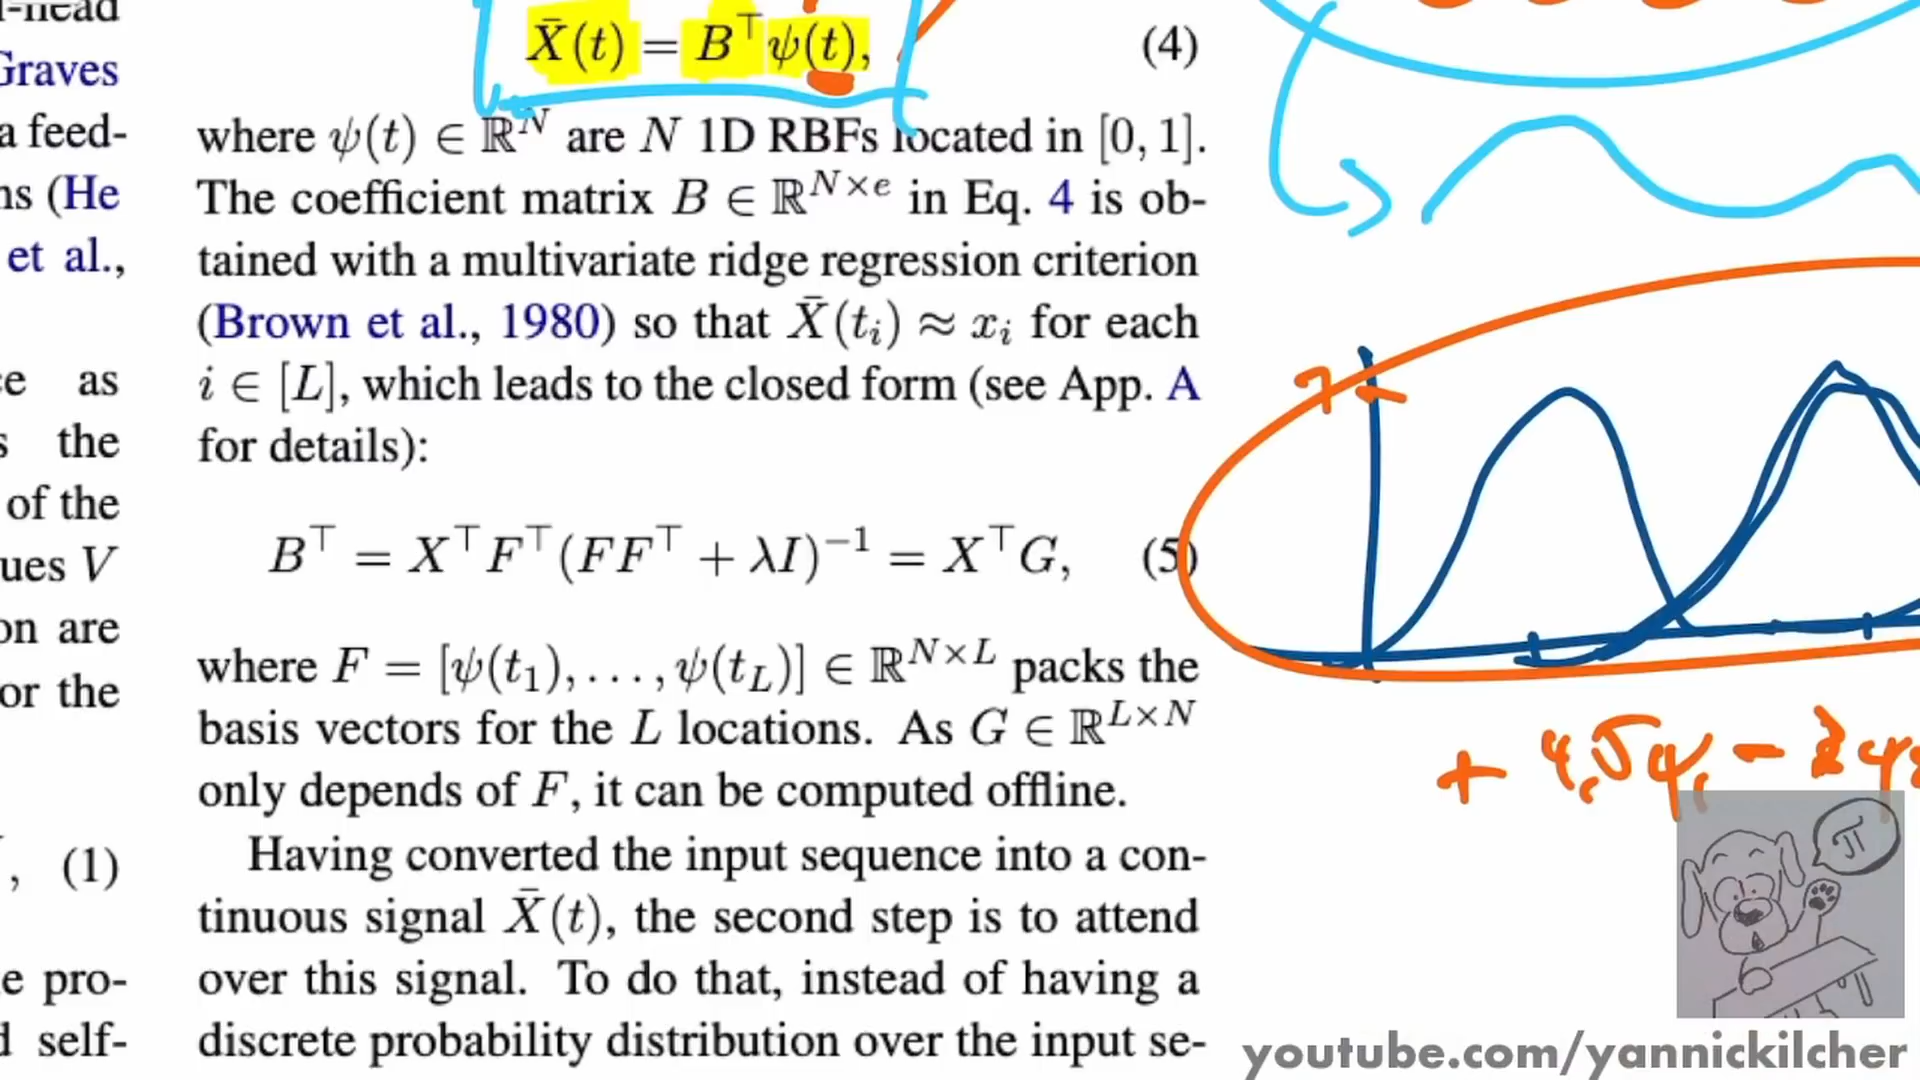 -head
Graves
a feed-
ns (He
et al.,
ce as
s the
of the
ues V
on are
or the
, (1)
e pro-
d self-
X̄(t) = B⊤ψ(t), (4)
where ψ(t) ∈ ℝ^N are N 1D RBFs located in [0, 1].
The coefficient matrix B ∈ ℝ^{N×e} in Eq. 4 is ob-
tained with a multivariate ridge regression criterion
(Brown et al., 1980) so that X̄(t_i) ≈ x_i for each
i ∈ [L], which leads to the closed form (see App. A
for details):
B⊤ = X⊤F⊤(FF⊤ + λI)^{−1} = X⊤G, (5)
where F = [ψ(t_1), . . . , ψ(t_L)] ∈ ℝ^{N×L} packs the
basis vectors for the L locations. As G ∈ ℝ^{L×N}
only depends of F, it can be computed offline.
Having converted the input sequence into a con-
tinuous signal X̄(t), the second step is to attend
over this signal. To do that, instead of having a
discrete probability distribution over the input se-
π
youtube.com/yannickilcher